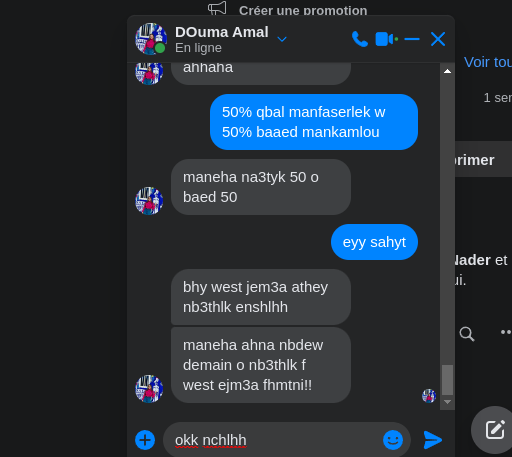 Créer une promotion
DOuma Amal
En ligne
Voir tou
ahhaha
1 ser
50% qbal manfaserlek w
50% baaed mankamlou
primer
maneha na3tyk 50 o
baed 50
eyy sahyt
Nader et
ui.
bhy west jem3a athey
nb3thlk enshlhh
maneha ahna nbdew
demain o nb3thlk f
west ejm3a fhmtni!!
okk nchlhh